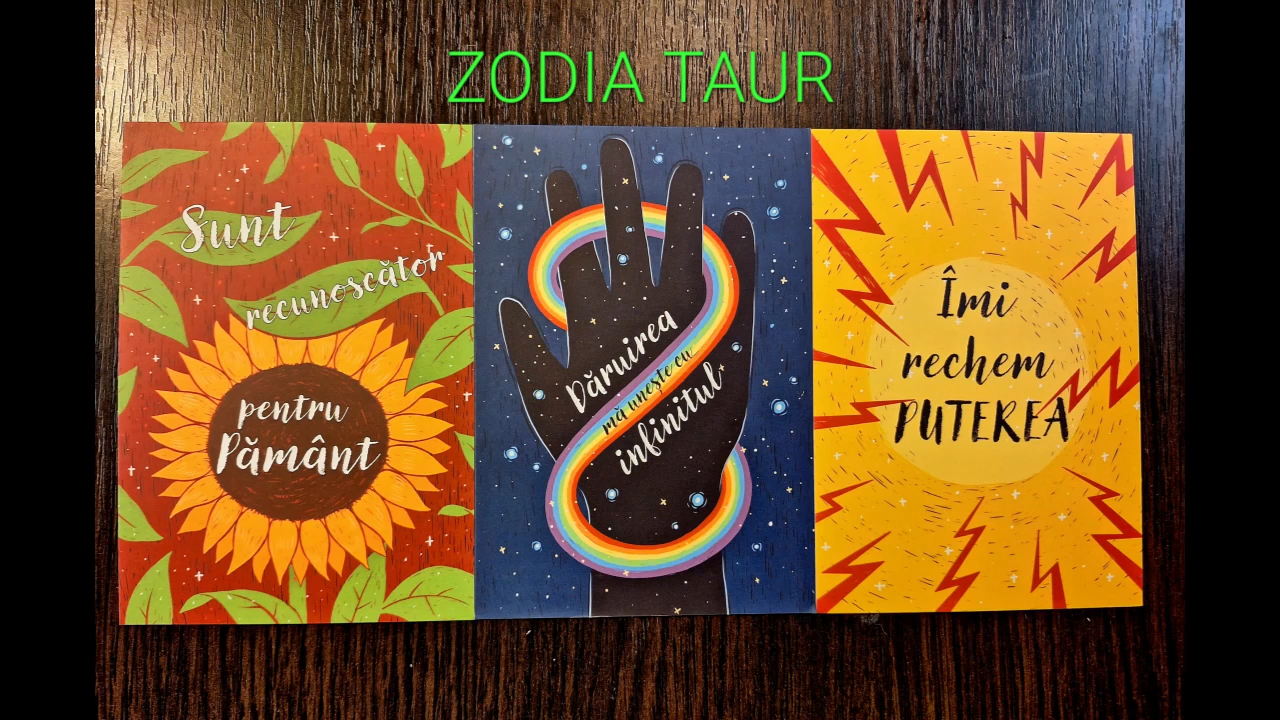 ZODIA TAUR
Sunt
recunoscător
pentru
Pământ
Dăruirea
mă unește cu
infinitul
Îmi
rechem
PUTEREA